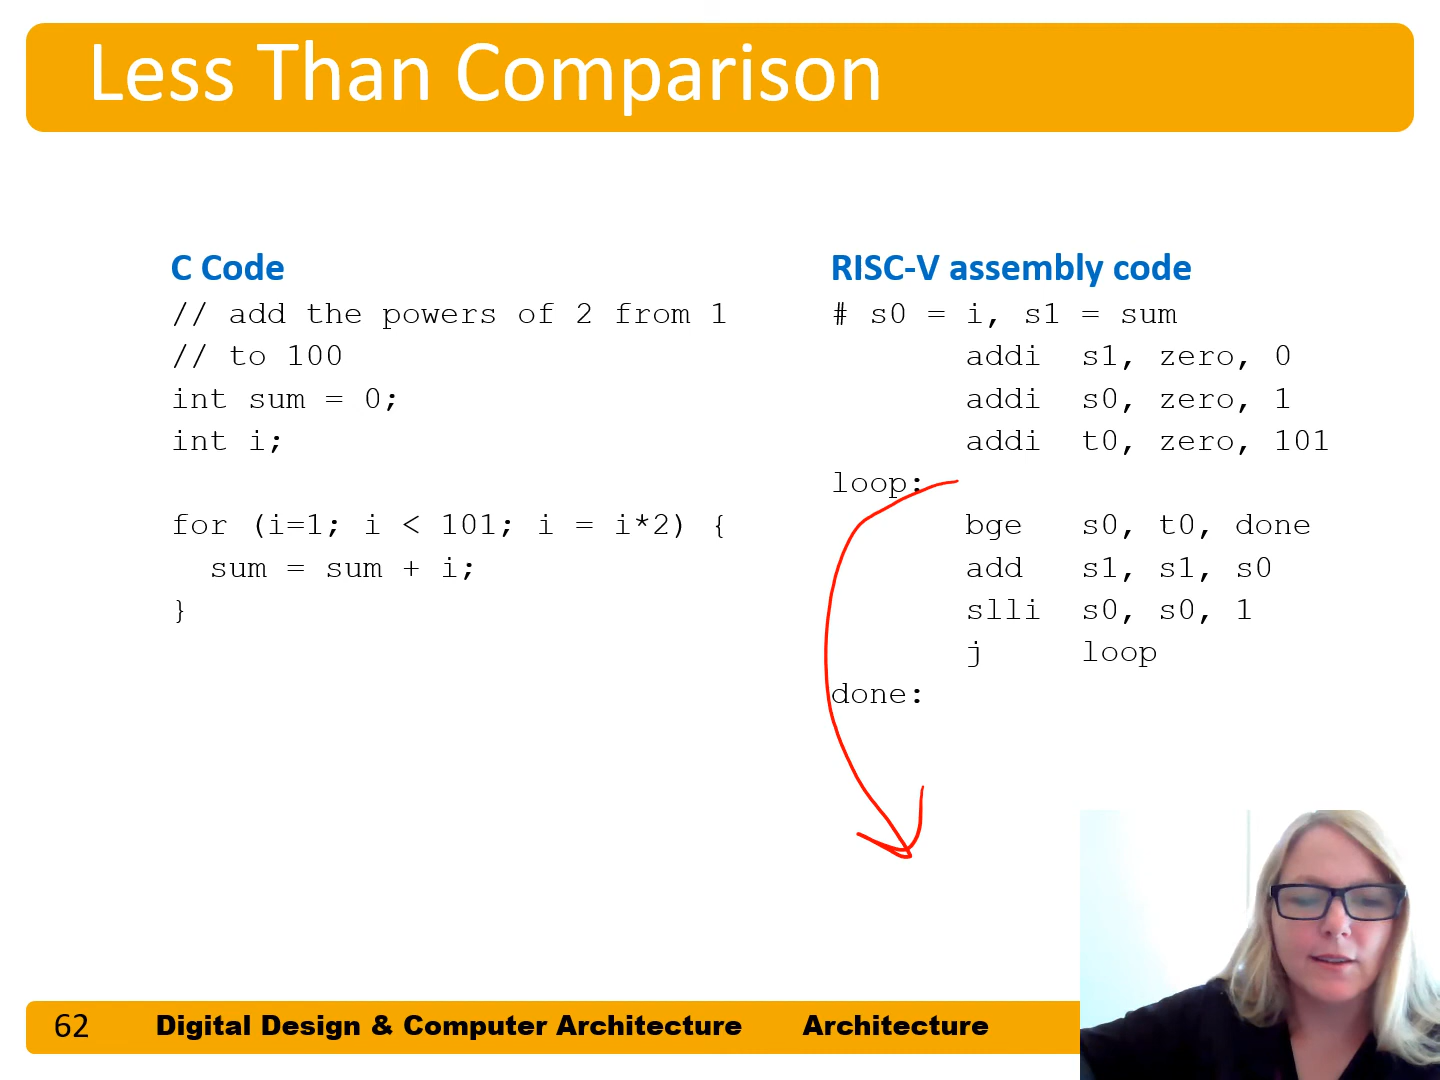 Less Than Comparison
C Code
// add the powers of 2 from 1
// to 100
int sum = 0;
int i;
for (i=1; i < 101; i = i*2) {
  sum = sum + i;
}
RISC-V assembly code
# s0 = i, s1 = sum
addi s1, zero, 0
addi s0, zero, 1
addi t0, zero, 101
loop:
bge s0, t0, done
add s1, s1, s0
slli s0, s0, 1
j loop
done:
62 Digital Design & Computer Architecture Architecture